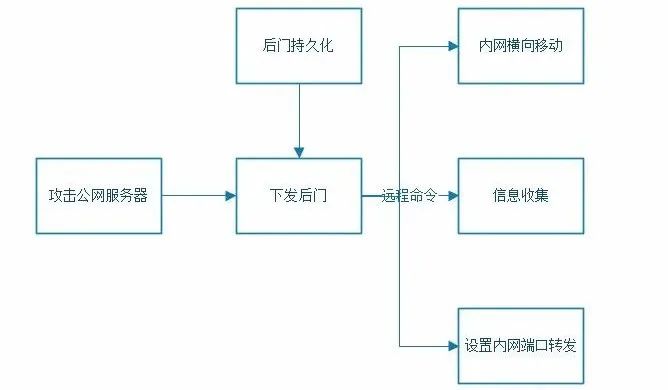 后门持久化
内网横向移动
攻击公网服务器
下发后门
远程命令
信息收集
设置内网端口转发